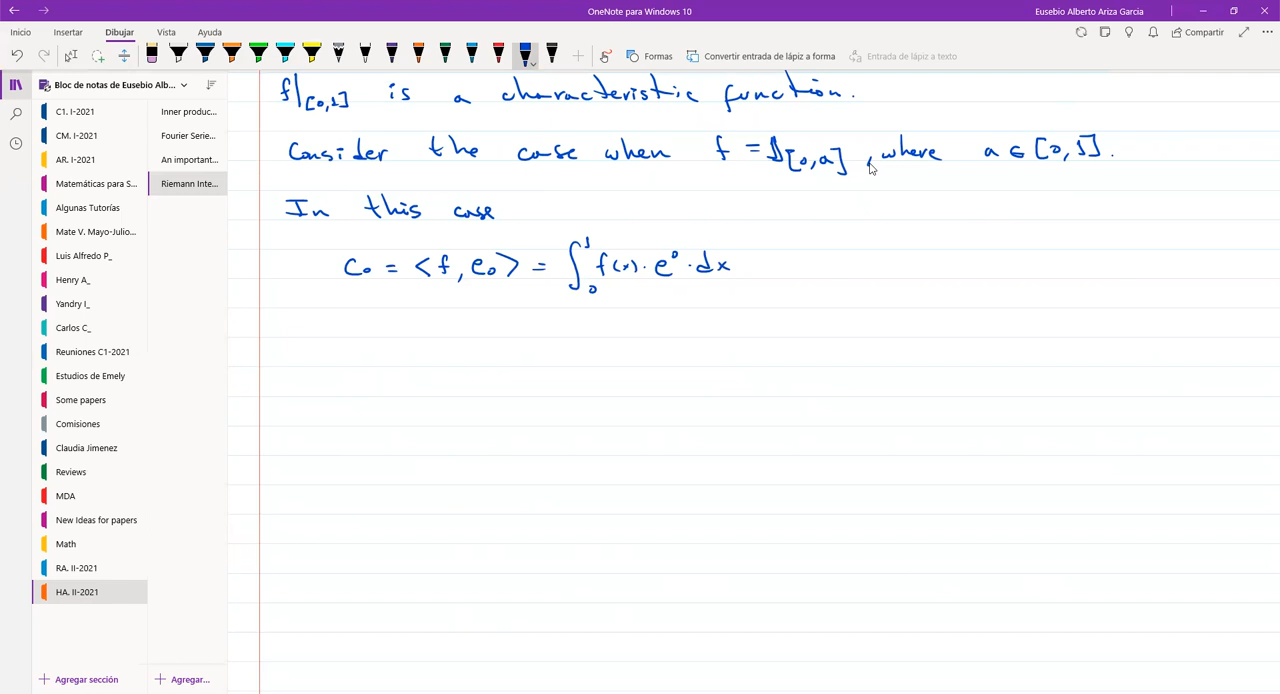 OneNote para Windows 10
Eusebio Alberto Ariza Garcia
Inicio
Insertar
Dibujar
Vista
Ayuda
Compartir
Formas
Convertir entrada de lápiz a forma
Entrada de lápiz a texto
Bloc de notas de Eusebio Alb...
C1. I-2021
CM. I-2021
AR. I-2021
Matemáticas para S...
Algunas Tutorías
Mate V. Mayo-Julio...
Luis Alfredo P_
Henry A_
Yandry I_
Carlos C_
Reuniones C1-2021
Estudios de Emely
Some papers
Comisiones
Claudia Jimenez
Reviews
MDA
New Ideas for papers
Math
RA. II-2021
HA. II-2021
Agregar sección
Inner produc...
Fourier Serie...
An important...
Riemann Inte...
Agregar...
f|[0,1] is a characteristic function.
Consider the case when f = 𝟙[0,a], where a ∈ [0,1].
In this case
C₀ = <f, e₀> = ∫₀¹ f(x)·e⁰·dx